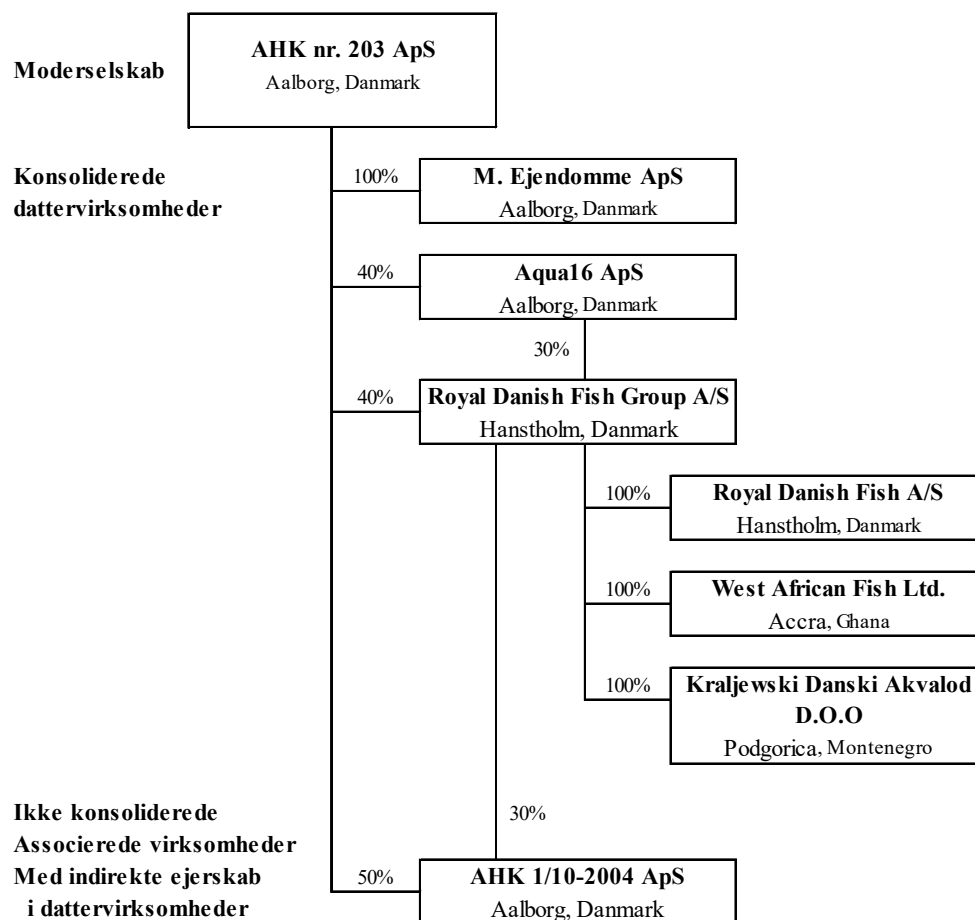 AHK nr. 203 ApS
Moderselskab
Aalborg, Danmark
Konsoliderede
dattervirksomheder
100%
M. Ejendomme ApS
Aalborg, Danmark
40%
Aqua16 ApS
Aalborg, Danmark
30%
40%
Royal Danish Fish Group A/S
Hanstholm, Danmark
100%
Royal Danish Fish A/S
Hanstholm, Danmark
100%
West African Fish Ltd.
Accra, Ghana
100%
Kraljewski Danski Akvalod
D.O.O
Podgorica, Montenegro
Ikke konsoliderede
Associerede virksomheder
Med indirekte ejerskab
i dattervirksomheder
30%
50%
AHK 1/10-2004 ApS
Aalborg, Danmark